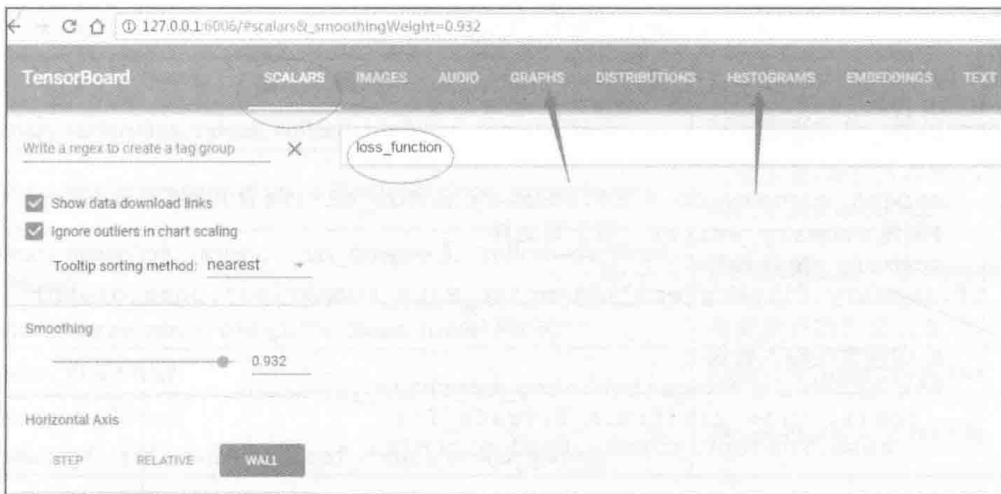 127.0.0.1:6006/#scalars&_smoothingWeight=0.932
TensorBoard SCALARS IMAGES AUDIO GRAPHS DISTRIBUTIONS HISTOGRAMS EMBEDDINGS TEXT
Write a regex to create a tag group
loss_function
Show data download links
Ignore outliers in chart scaling
Tooltip sorting method: nearest
Smoothing
0.932
Horizontal Axis
STEP RELATIVE WALL